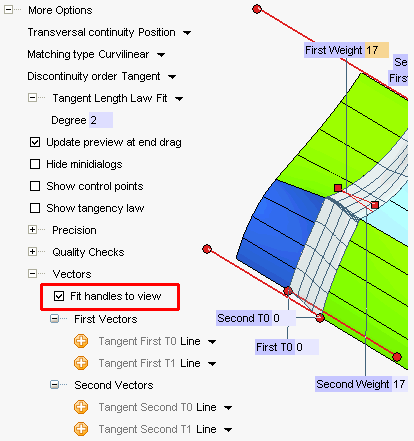 More Options
Transversal continuity Position
Matching type Curvilinear
Discontinuity order Tangent
Tangent Length Law Fit
Degree 2
Update preview at end drag
Hide minidialogs
Show control points
Show tangency law
Precision
Quality Checks
Vectors
Fit handles to view
First Vectors
Tangent First T0 Line
Tangent First T1 Line
Second Vectors
Tangent Second T0 Line
Tangent Second T1 Line
First Weight 17
Se
First
Second T0 0
First T0 0
Second Weight 17